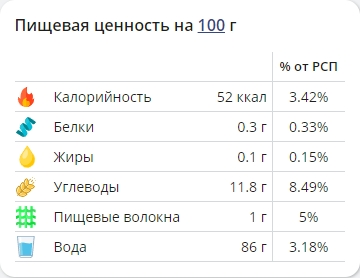 Пищевая ценность на 100 г
% от РСП
Калорийность 52 ккал 3.42%
Белки 0.3 г 0.33%
Жиры 0.1 г 0.15%
Углеводы 11.8 г 8.49%
Пищевые волокна 1 г 5%
Вода 86 г 3.18%